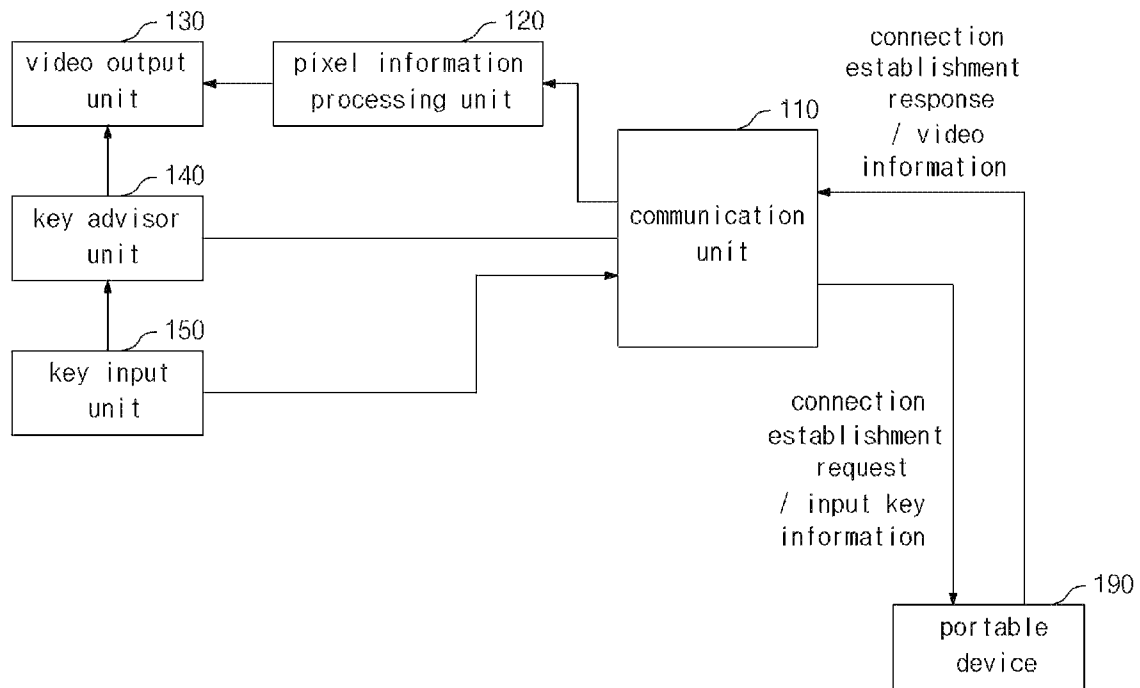 130
video output
unit
120
pixel information
processing unit
connection
establishment
response
/ video
information
110
communication
unit
140
key advisor
unit
150
key input
unit
connection
establishment
request
/ input key
information
190
portable
device